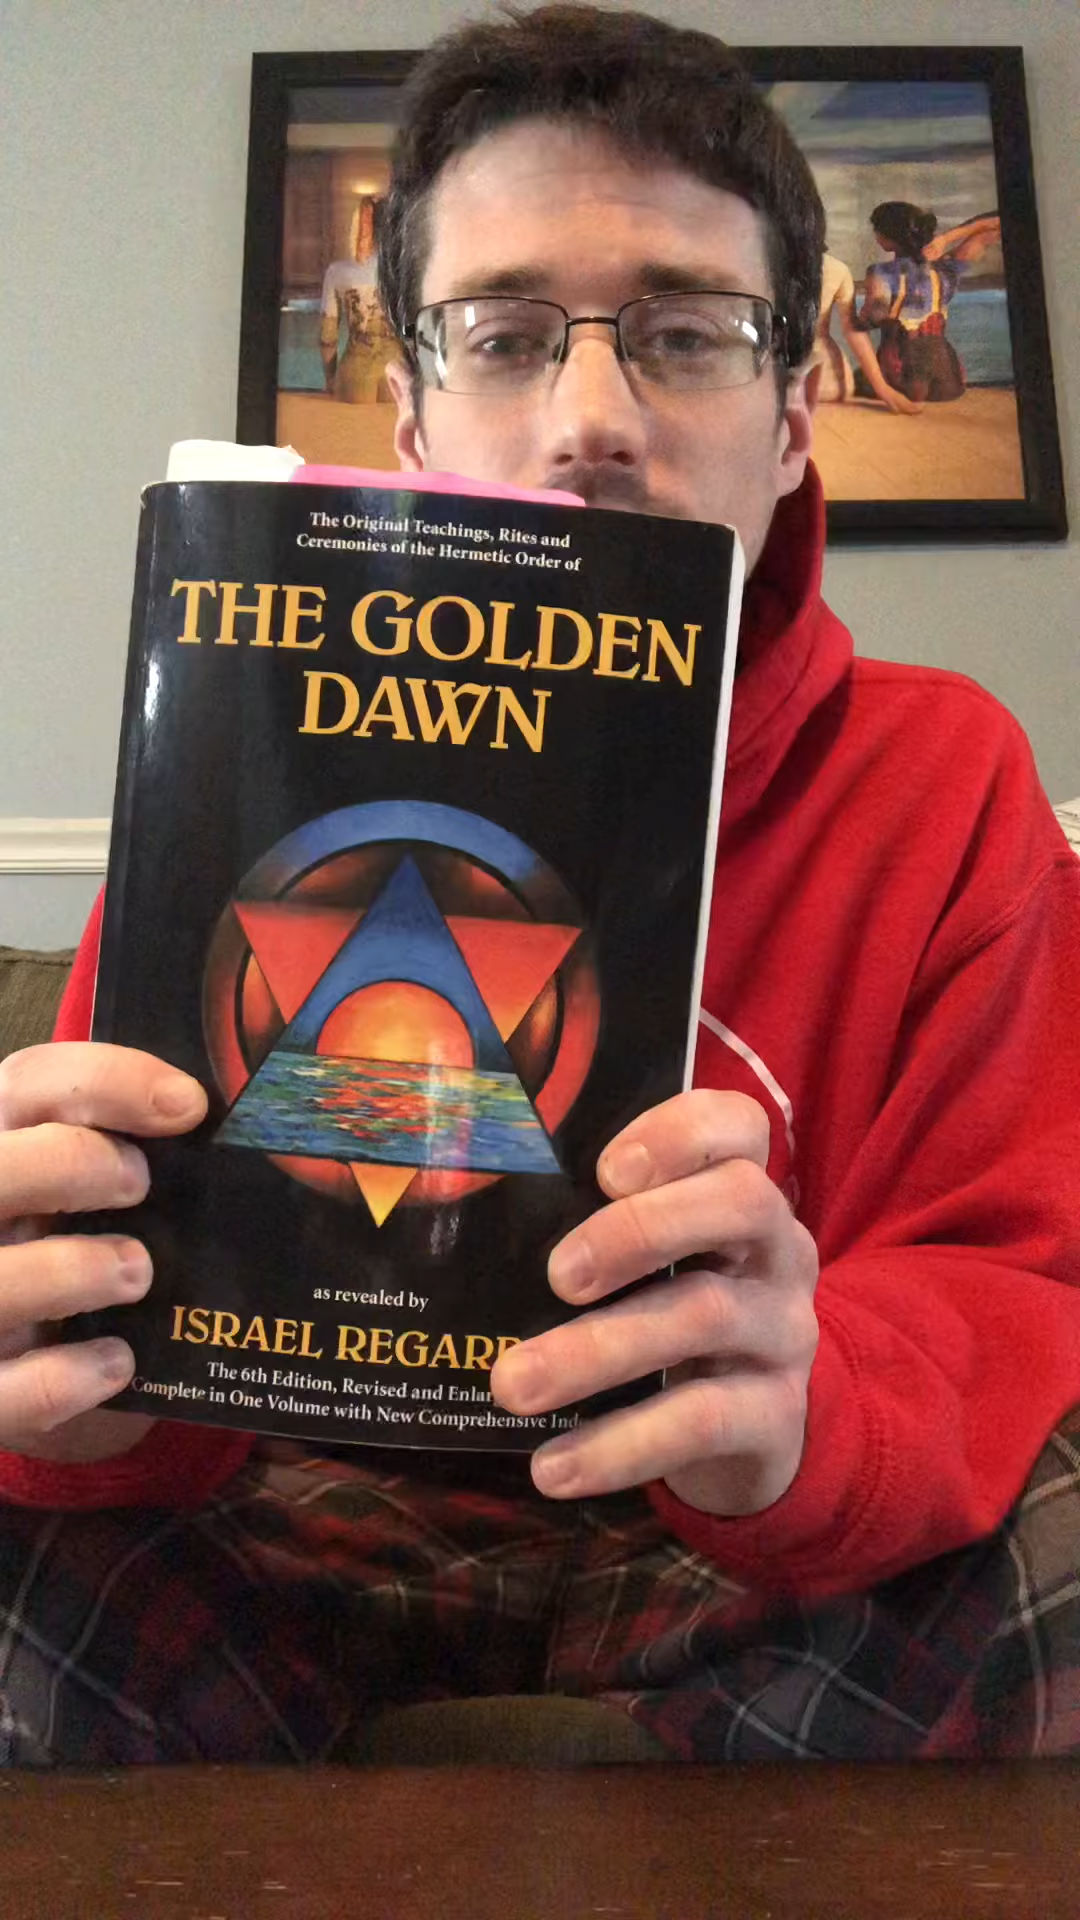 The Original Teachings, Rites and
Ceremonies of the Hermetic Order of
THE GOLDEN
DAWN
as revealed by
ISRAEL
The 6th Edition, Revised and
Complete in One Volume with New Comprehensive